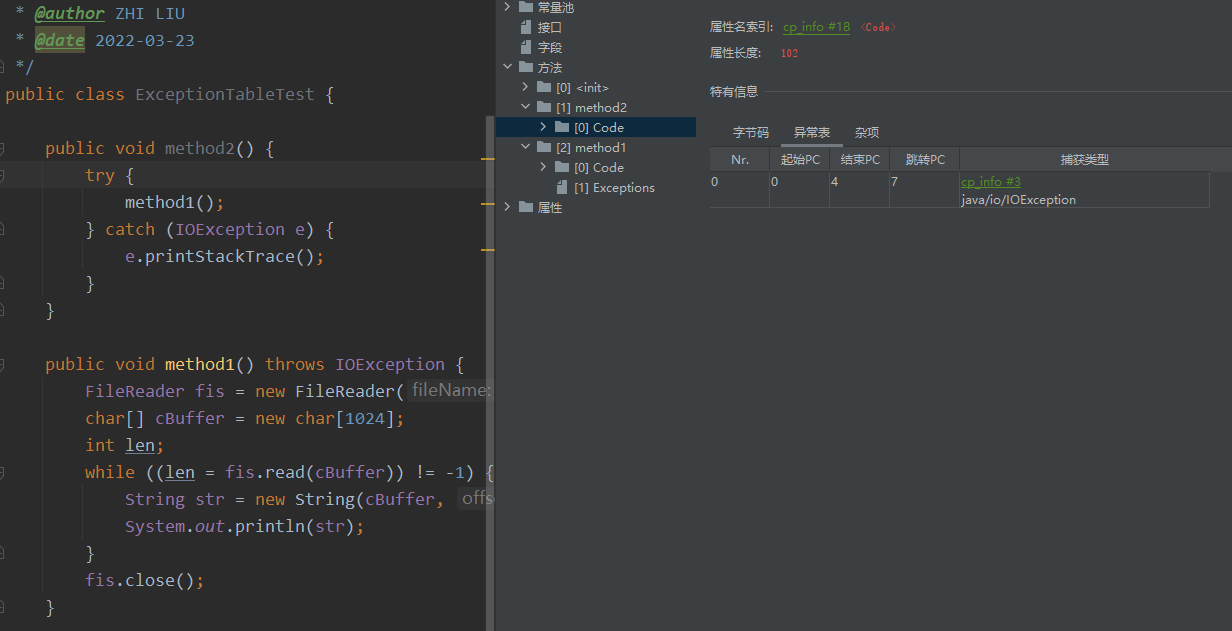 * @author ZHI LIU
* @date 2022-03-23
*/
public class ExceptionTableTest {
public void method2() {
try {
method1();
} catch (IOException e) {
e.printStackTrace();
}
}
public void method1() throws IOException {
FileReader fis = new FileReader( fileName:
char[] cBuffer = new char[1024];
int len;
while ((len = fis.read(cBuffer)) != -1) {
String str = new String(cBuffer, offs
System.out.println(str);
}
fis.close();
}
常量池
接口
字段
方法
[0] <init>
[1] method2
[0] Code
[2] method1
[0] Code
[1] Exceptions
属性
属性名索引: cp_info #18 <Code>
属性长度: 102
特有信息
字节码 异常表 杂项
Nr. 起始PC 结束PC 跳转PC 捕获类型
0 0 4 7 cp_info #3
java/io/IOException